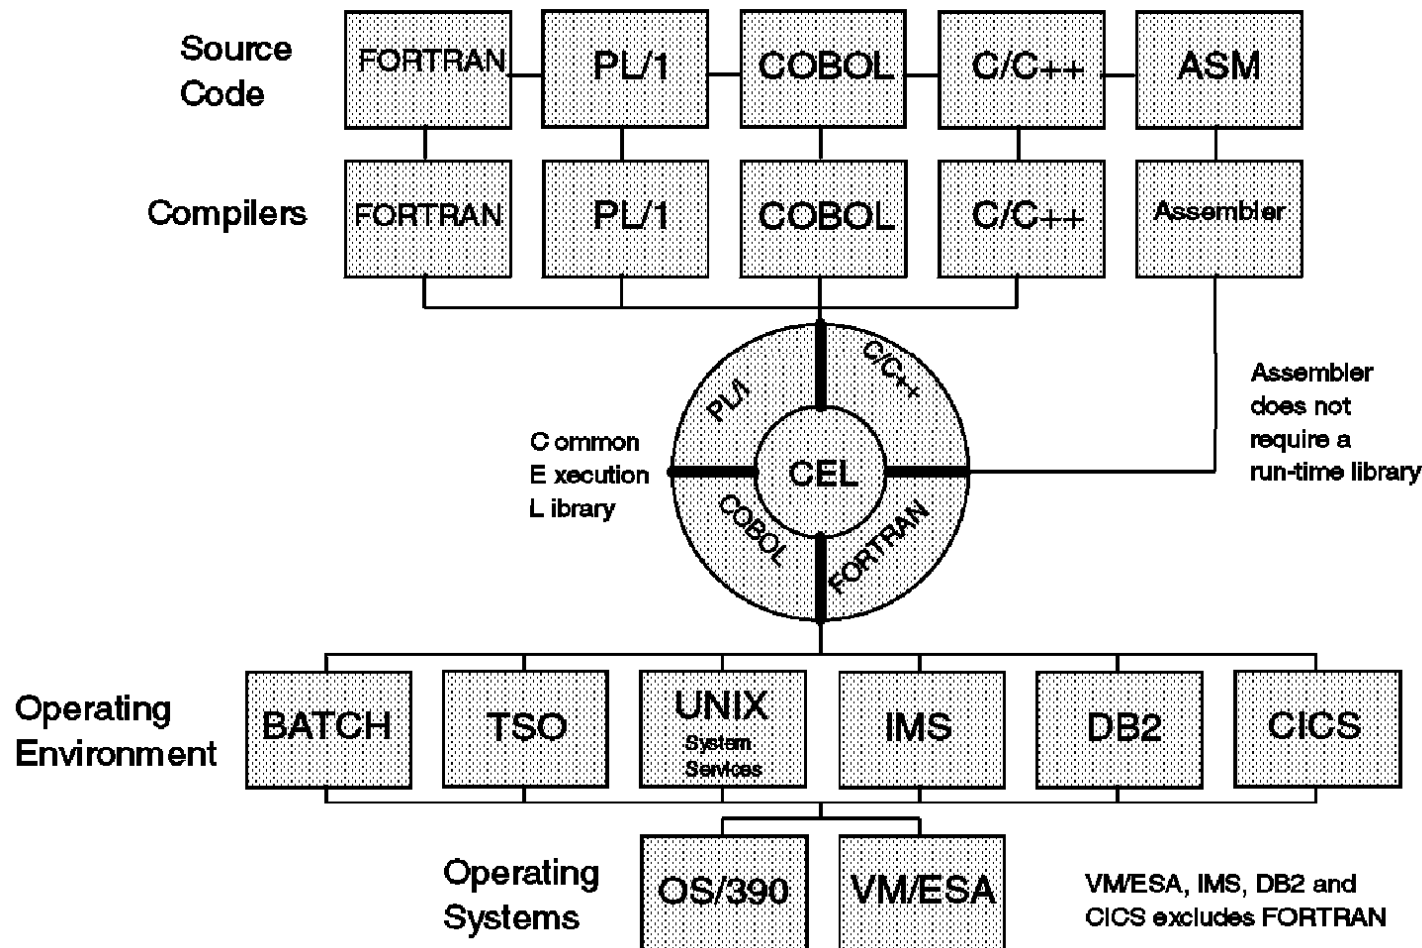 Source
Code
FORTRAN
PL/1
COBOL
C/C++
ASM
Compilers
FORTRAN
PL/1
COBOL
C/C++
Assembler
PL/I
C/C++
CEL
COBOL
FORTRAN
C ommon
E xecution
L ibrary
Assembler
does not
require a
run-time library
Operating
Environment
BATCH
TSO
UNIX
System
Services
IMS
DB2
CICS
Operating
Systems
OS/390
VM/ESA
VM/ESA, IMS, DB2 and
CICS excludes FORTRAN